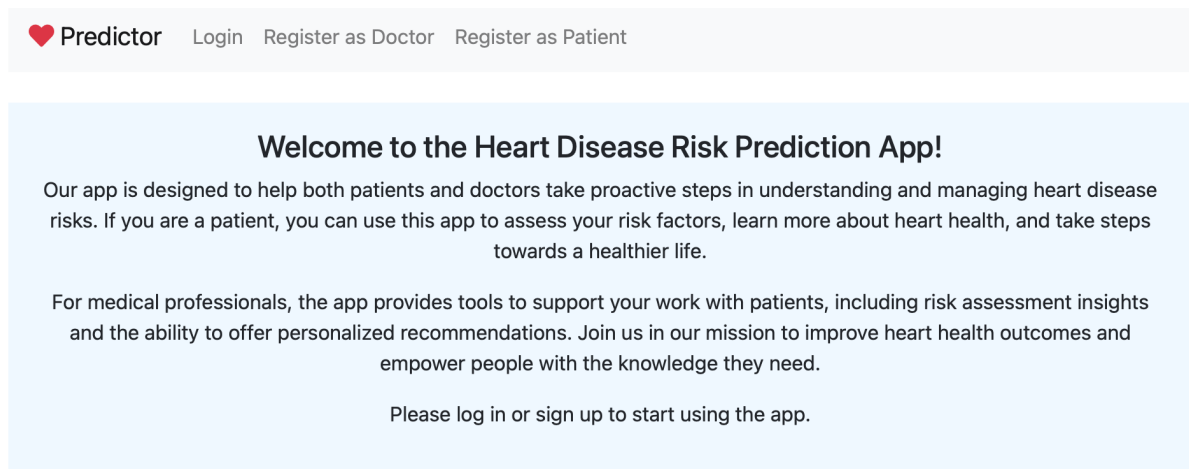 Predictor Login Register as Doctor Register as Patient
Welcome to the Heart Disease Risk Prediction App!
Our app is designed to help both patients and doctors take proactive steps in understanding and managing heart disease
risks. If you are a patient, you can use this app to assess your risk factors, learn more about heart health, and take steps
towards a healthier life.
For medical professionals, the app provides tools to support your work with patients, including risk assessment insights
and the ability to offer personalized recommendations. Join us in our mission to improve heart health outcomes and
empower people with the knowledge they need.
Please log in or sign up to start using the app.